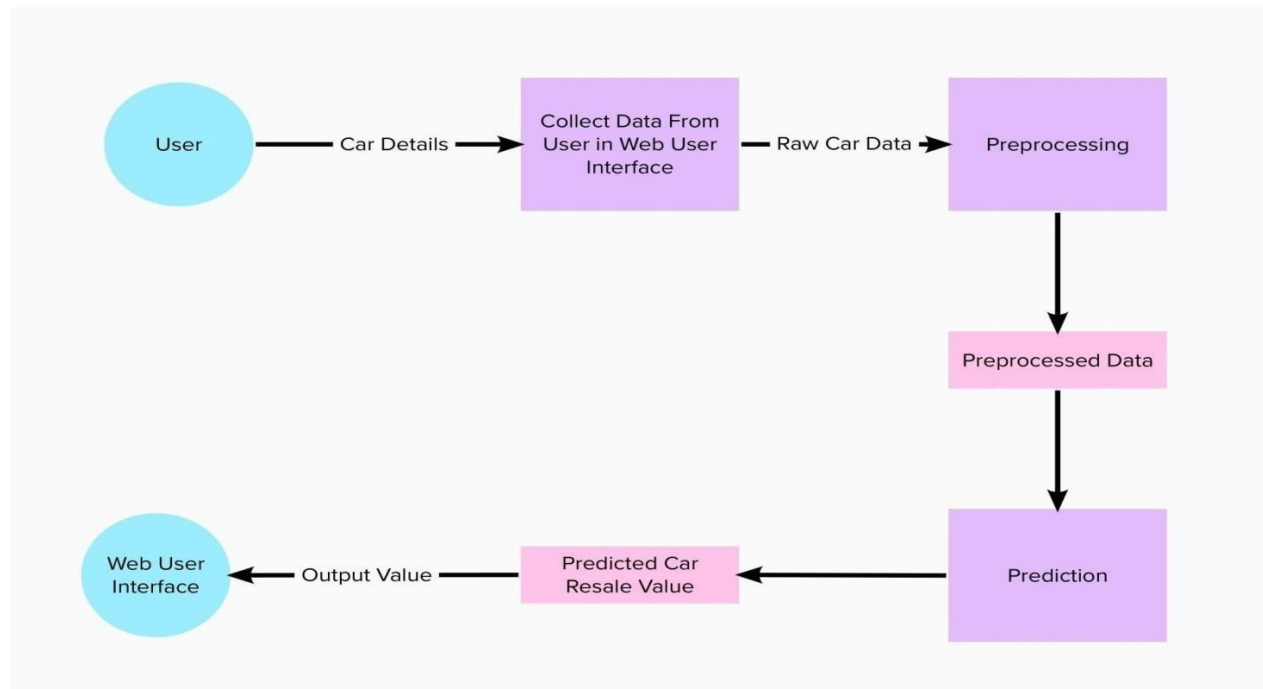 User
Car Details
Collect Data From
User in Web User
Interface
Raw Car Data
Preprocessing
Preprocessed Data
Prediction
Predicted Car
Resale Value
Output Value
Web User
Interface